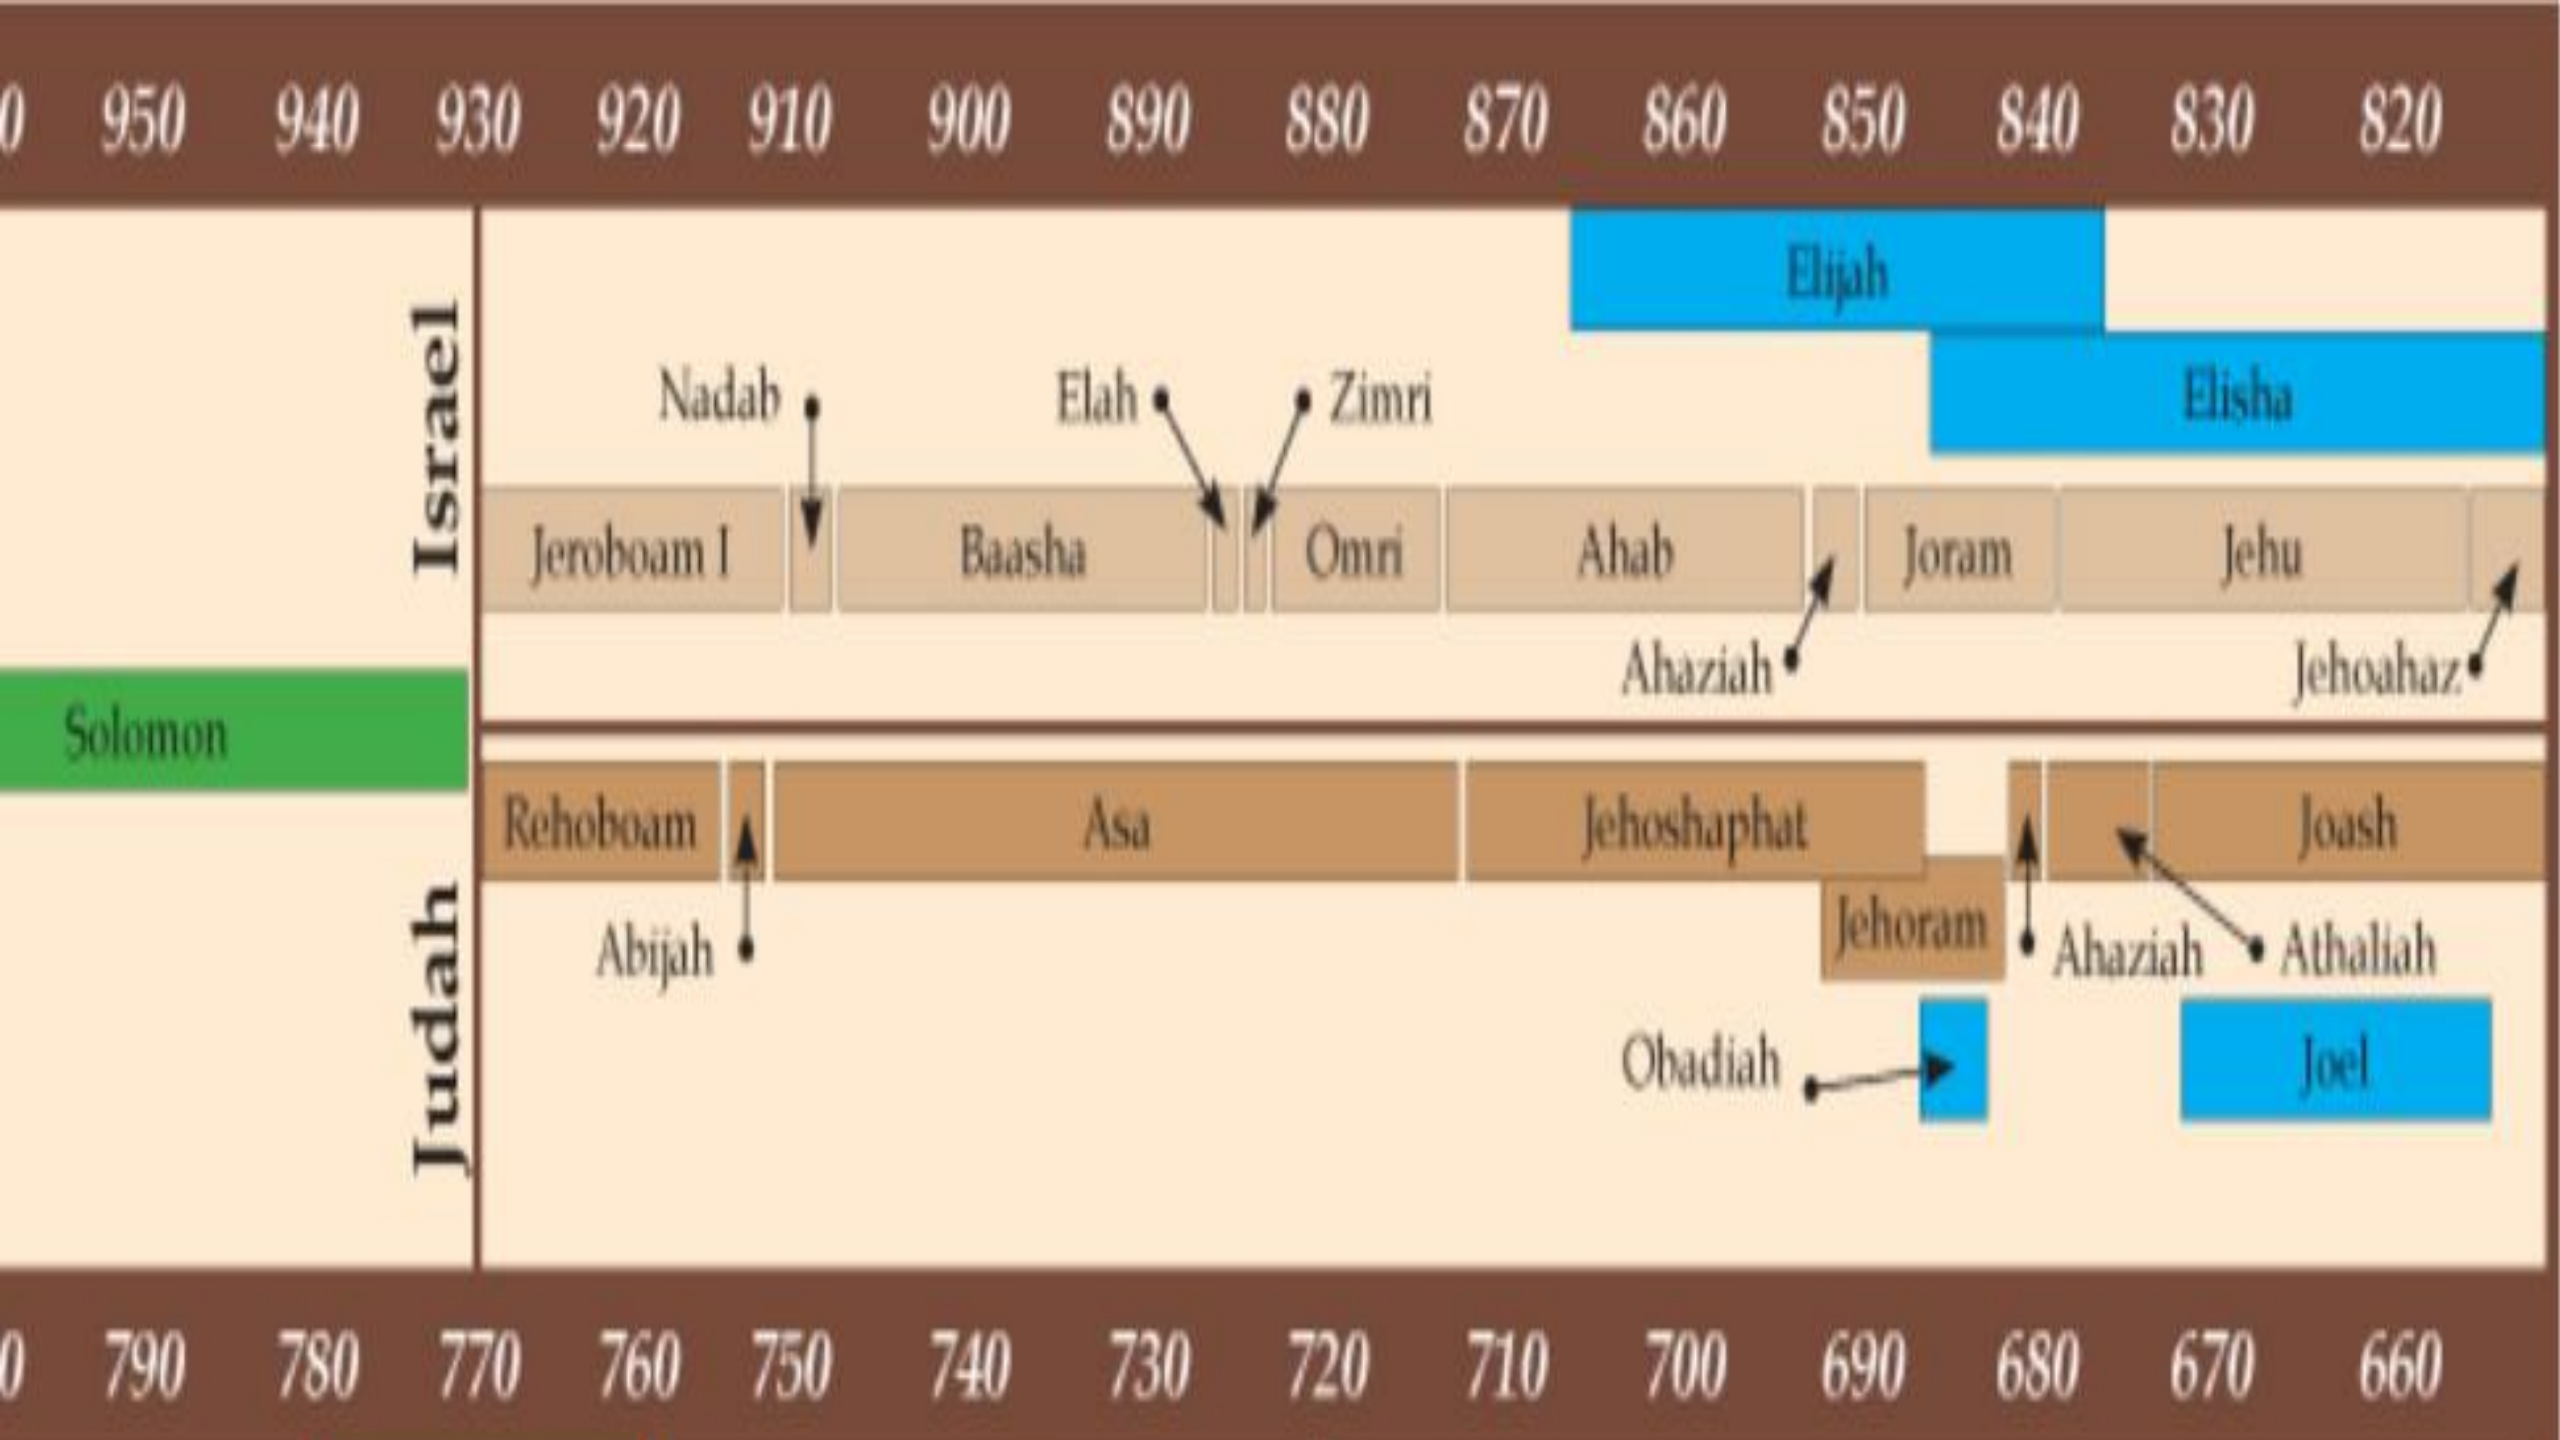 0 950 940 930 920 910 900 890 880 870 860 850 840 830 820
Israel
Elijah
Elisha
Nadab Elah Zimri
Jeroboam I Baasha Omri Ahab Joram Jehu
Ahaziah Jehoahaz
Solomon
Judah
Rehoboam Asa Jehoshaphat Joash
Abijah Jehoram Ahaziah Athaliah
Obadiah Joel
0 790 780 770 760 750 740 730 720 710 700 690 680 670 660